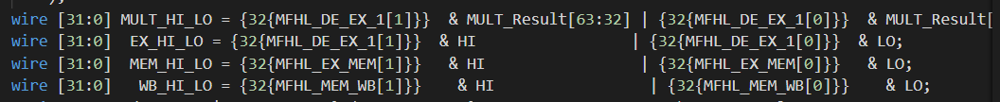 wire [31:0] MULT_HI_LO = {32{MFHL_DE_EX_1[1]}} & MULT_Result[63:32] | {32{MFHL_DE_EX_1[0]}} & MULT_Result[
wire [31:0] EX_HI_LO = {32{MFHL_DE_EX_1[1]}} & HI | {32{MFHL_DE_EX_1[0]}} & LO;
wire [31:0] MEM_HI_LO = {32{MFHL_EX_MEM[1]}} & HI | {32{MFHL_EX_MEM[0]}} & LO;
wire [31:0] WB_HI_LO = {32{MFHL_MEM_WB[1]}} & HI | {32{MFHL_MEM_WB[0]}} & LO;